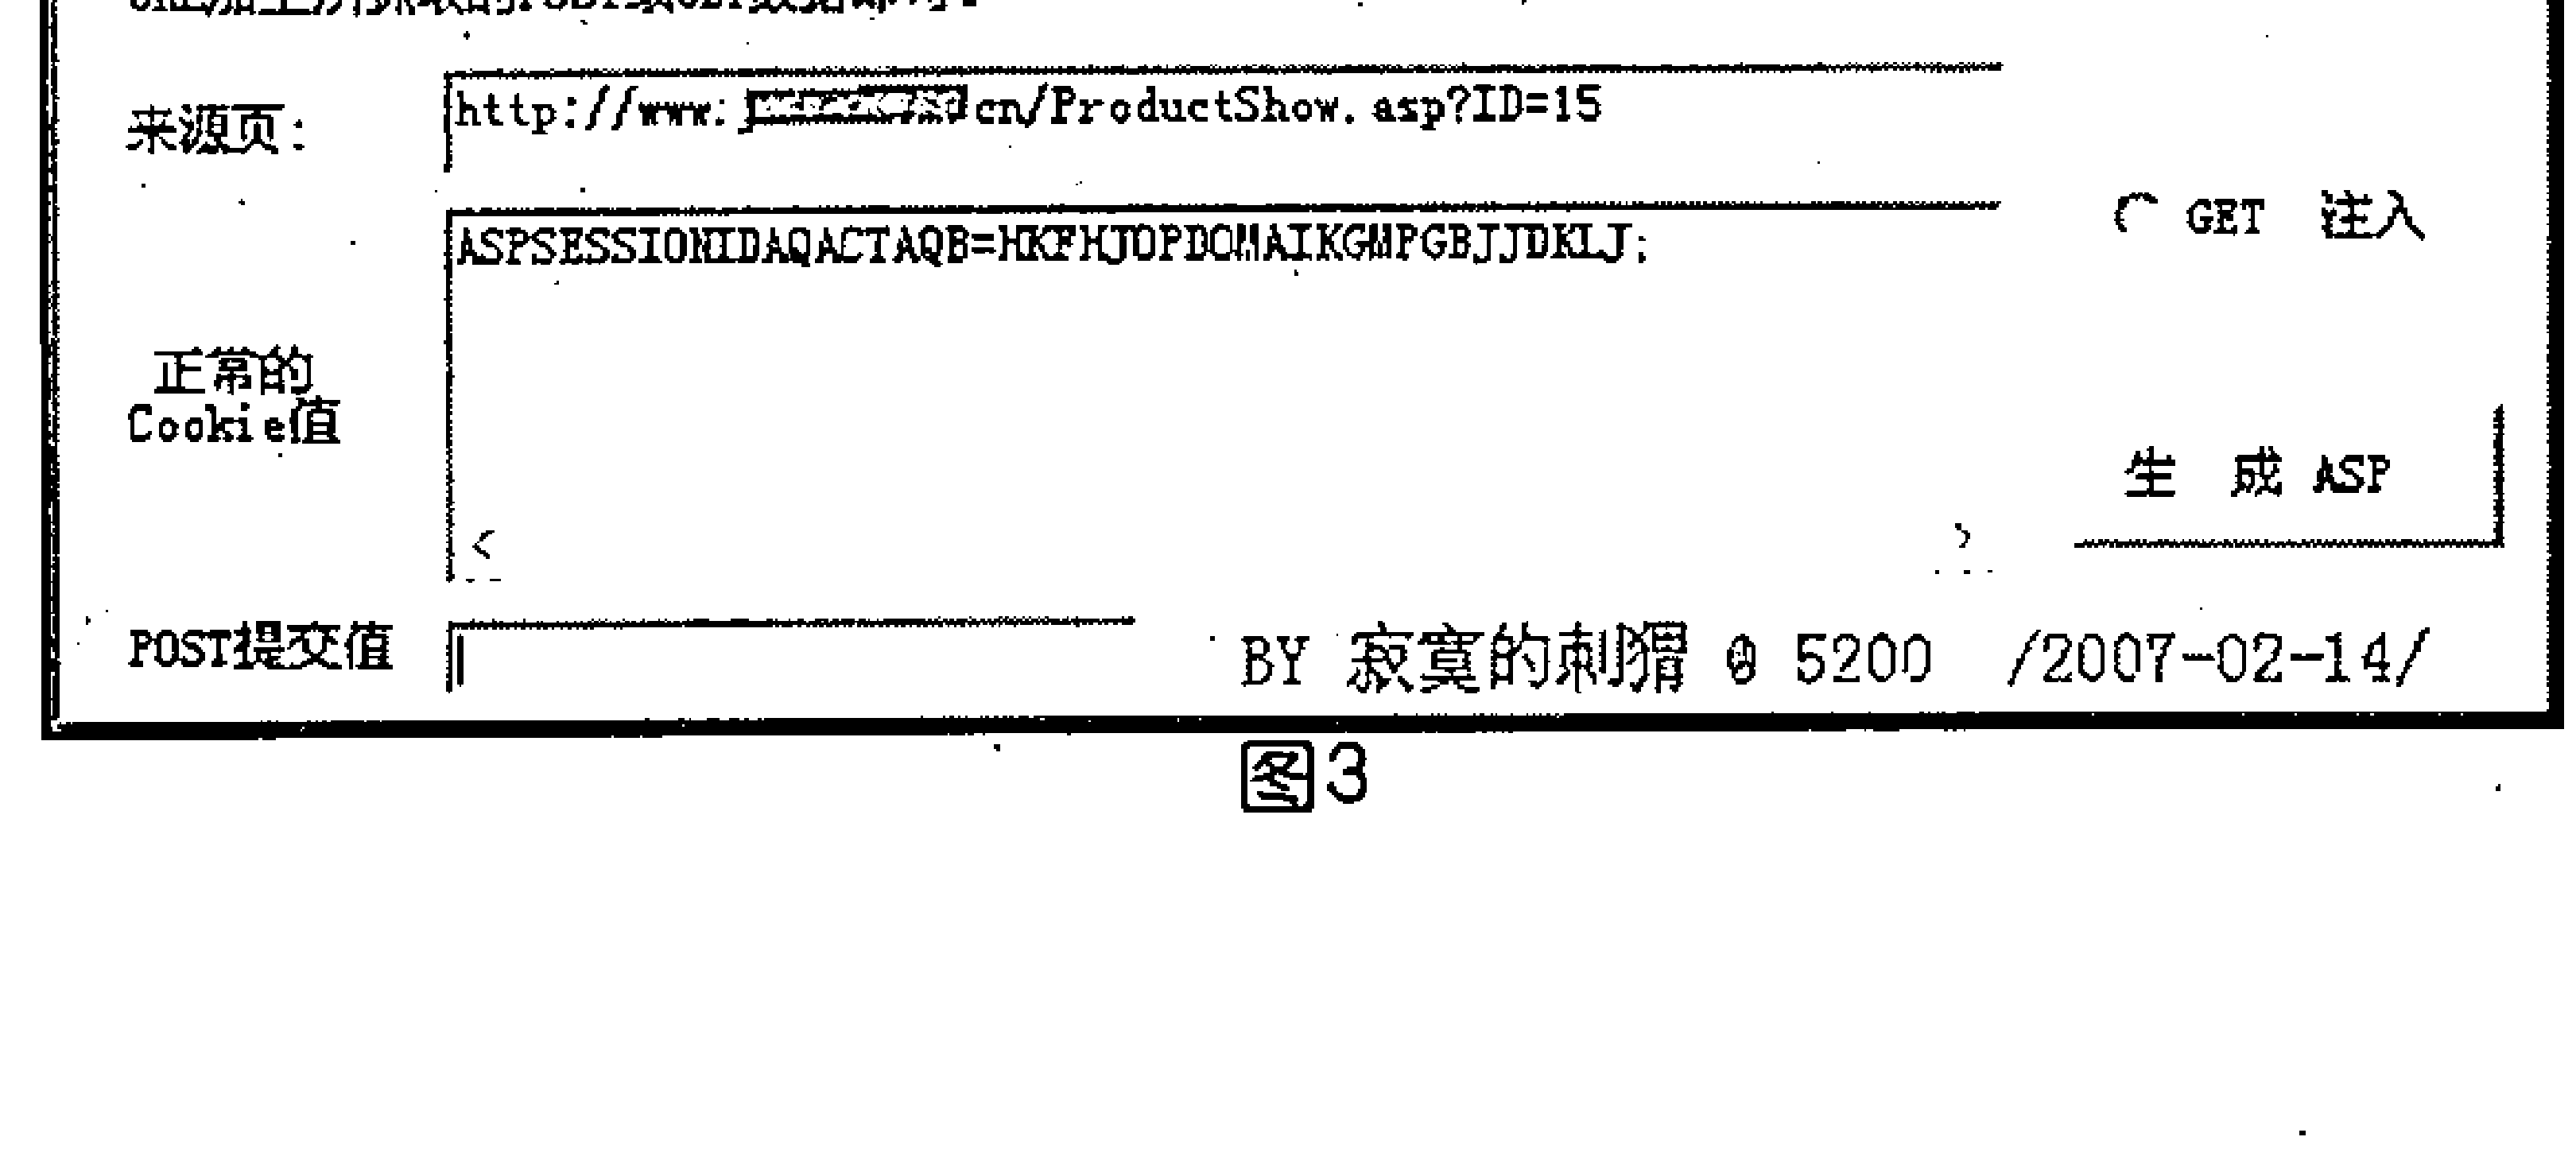 来源页: http://www.j cn/ProductShow.asp?ID=15
GET 注入
ASPSESSIONIDAQACTAQB=HKFHJOPDOMAIKGMPGBJJDKLJ;
正常的
Cookie值
生 成 ASP
POST提交值
BY 寂寞的刺猬 @ 5200 /2007-02-14/
图3